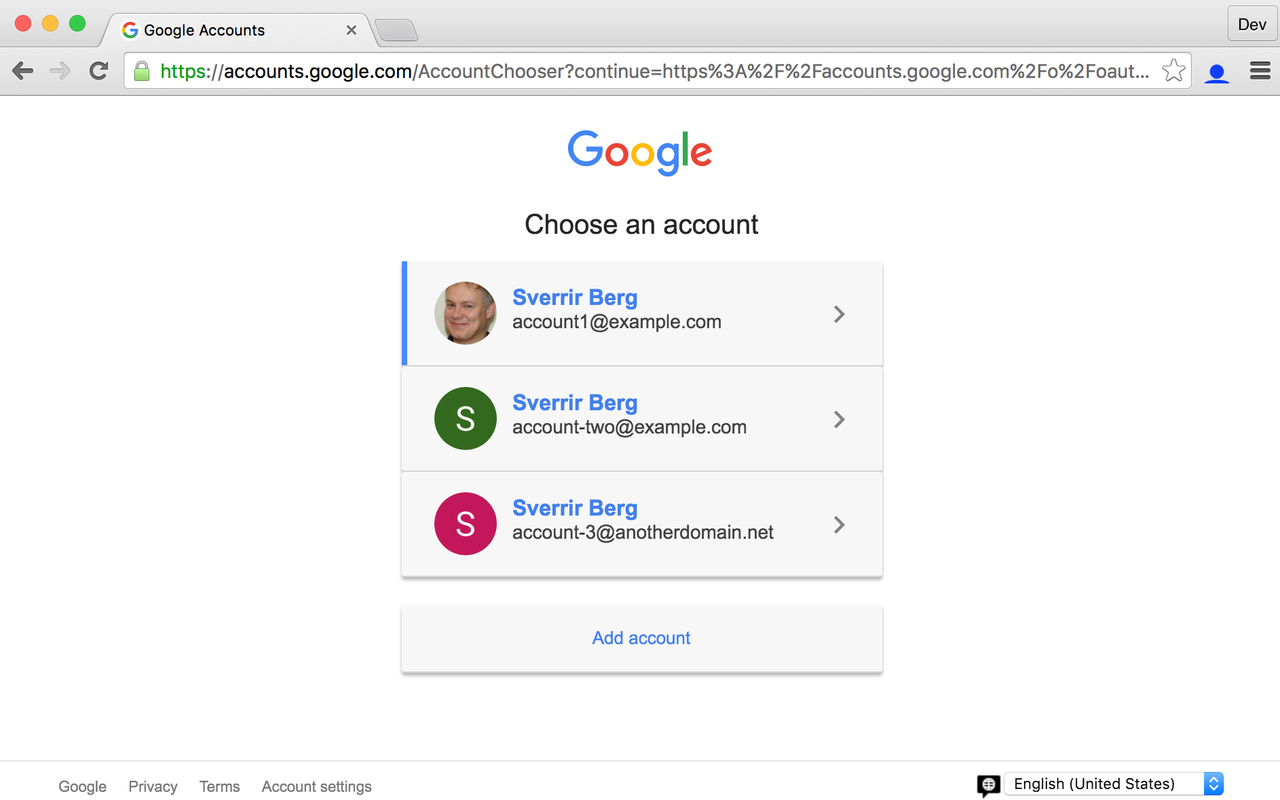 Google Accounts
Dev
https://accounts.google.com/AccountChooser?continue=https%3A%2F%2Faccounts.google.com%2Fo%2Foaut...
Google
Choose an account
Sverrir Berg
account1@example.com
S
Sverrir Berg
account-two@example.com
S
Sverrir Berg
account-3@anotherdomain.net
Add account
Google Privacy Terms Account settings
English (United States)